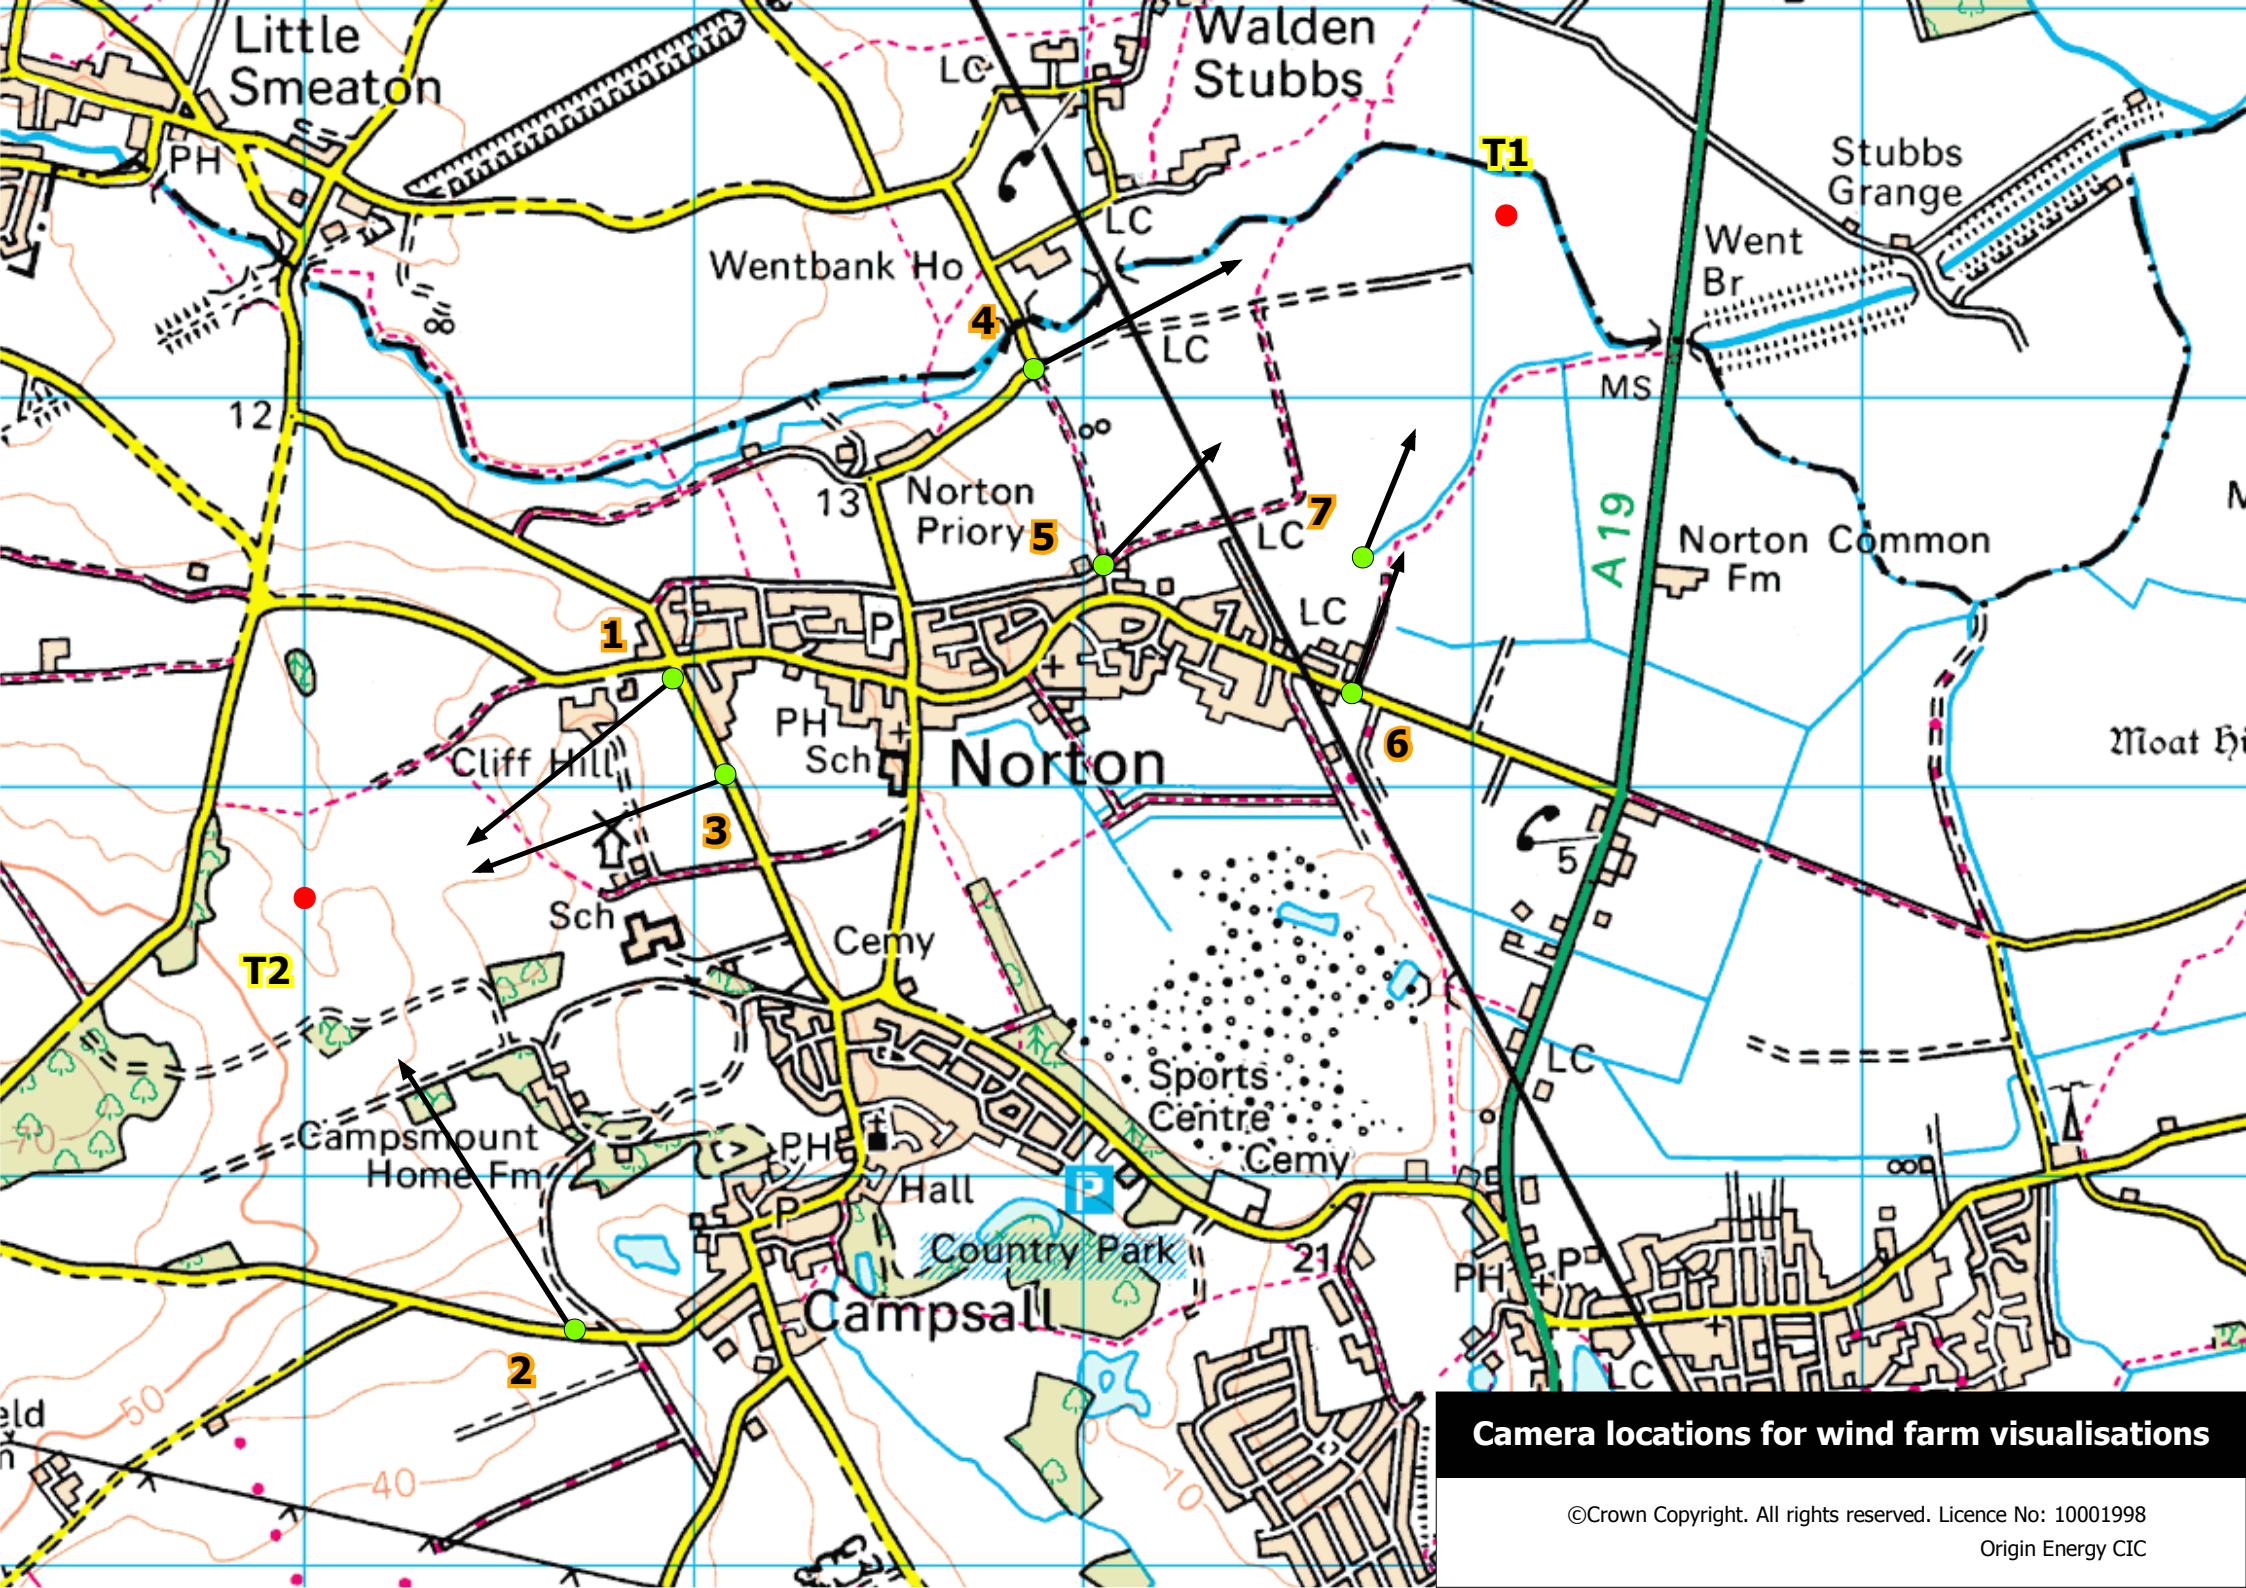 Little
Smeaton
PH
Walden
Stubbs
LC
T1
Stubbs
Grange
LC
Wentbank Ho
Went
Br
4
LC
MS
12
13
Norton
Priory
5
7
LC
A 19
Norton Common
Fm
1
P
LC
PH
Sch
Cliff Hill
Norton
6
Moat Hi
3
5
Sch
Cemy
T2
LC
Sports
Centre
Cemy
70
Campsmount
Home Fm
PH
Hall
P
P
Country Park
21
PH
P
Campsall
LC
2
50
eld
n
40
10
Camera locations for wind farm visualisations
©Crown Copyright. All rights reserved. Licence No: 10001998
Origin Energy CIC